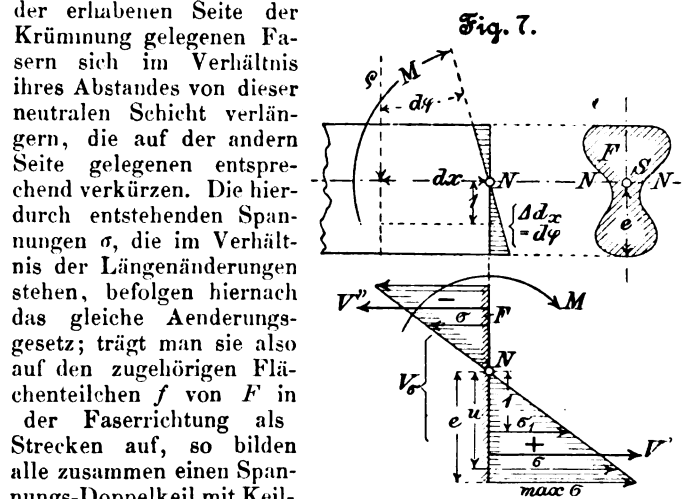 der erhabenen Seite der
Krümmung gelegenen Fa-
sern sich im Verhältnis
ihres Abstandes von dieser
neutralen Schicht verlän-
gern, die auf der andern
Seite gelegenen entspre-
chend verkürzen. Die hier-
durch entstehenden Span-
nungen σ, die im Verhält-
nis der Längenänderungen
stehen, befolgen hiernach
das gleiche Aenderungs-
gesetz; trägt man sie also
auf den zugehörigen Flä-
chenteilchen f von F in
der Faserrichtung als
Strecken auf, so bilden
alle zusammen einen Span-
nungs-Doppelkeil mit Keil-
Fig. 7.
ρ M
dφ
F S
dx N N N
1
e
Δdx
= dφ
V" − M
σ F
N
Vσ
e u 1
σ1
+
σ V'
max σ